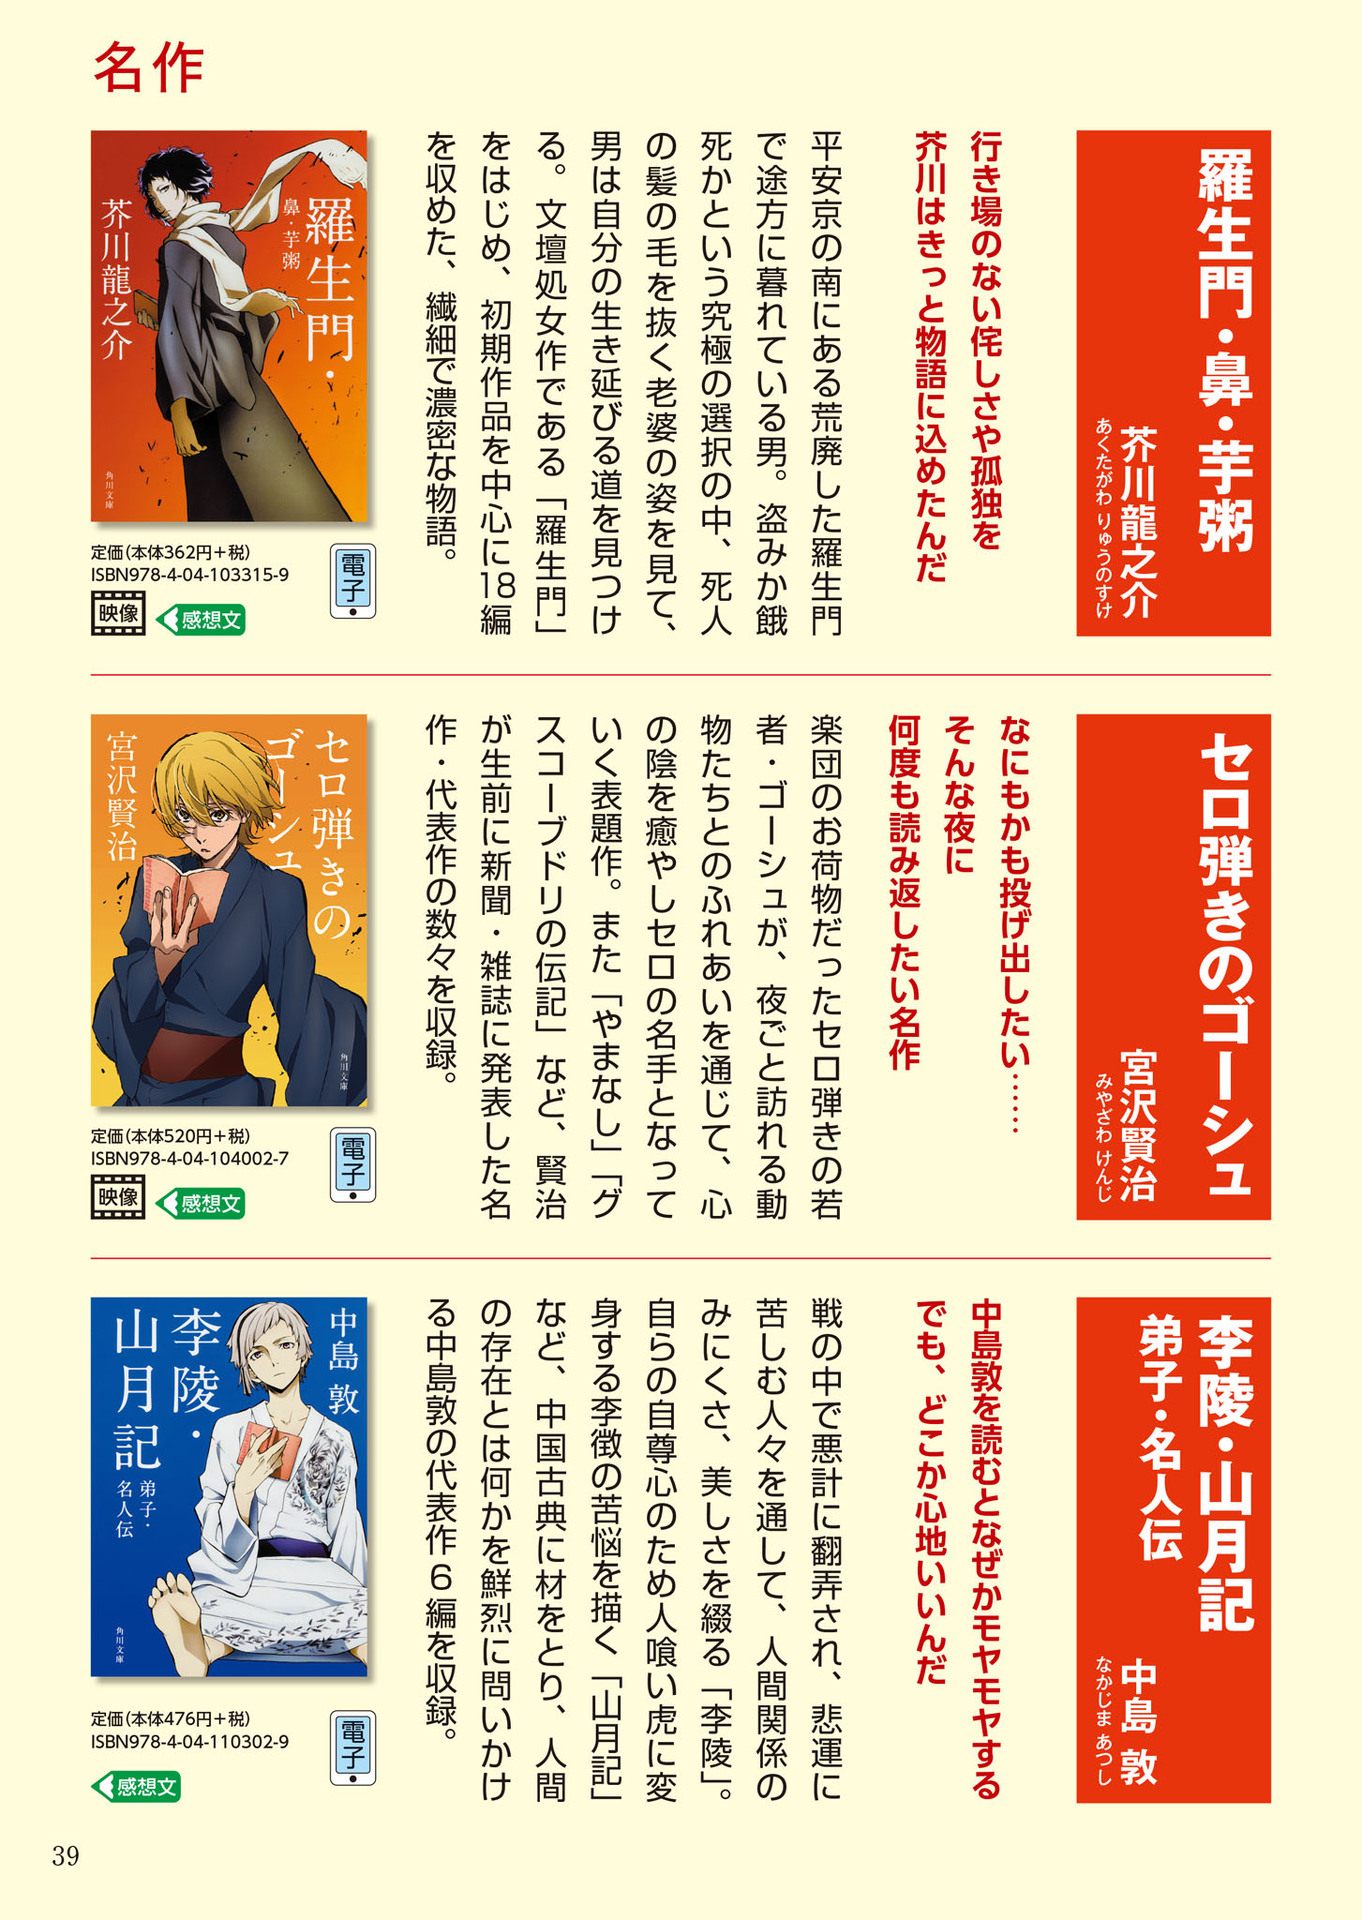 名作
羅生門・鼻・芋粥
芥川龍之介
あくたがわ りゅうのすけ
行き場のない侘しさや孤独を
芥川はきっと物語に込めたんだ
平安京の南にある荒廃した羅生門
で途方に暮れている男。盗みか餓
死かという究極の選択の中、死人
の髪の毛を抜く老婆の姿を見て、
男は自分の生き延びる道を見つけ
る。文壇処女作である「羅生門」
をはじめ、初期作品を中心に18編
を収めた、繊細で濃密な物語。
羅生門・
鼻・芋粥
芥川龍之介
角川文庫
定価(本体362円+税)
ISBN978-4-04-103315-9
電子
映像
感想文
セロ弾きのゴーシュ
宮沢賢治
みやざわ けんじ
なにもかも投げ出したい……
そんな夜に
何度も読み返したい名作
楽団のお荷物だったセロ弾きの若
者・ゴーシュが、夜ごと訪れる動
物たちとのふれあいを通じて、心
の陰を癒やしセロの名手となって
いく表題作。また「やまなし」「グ
スコーブドリの伝記」など、賢治
が生前に新聞・雑誌に発表した名
作・代表作の数々を収録。
セロ弾きの
ゴーシュ
宮沢賢治
角川文庫
定価(本体520円+税)
ISBN978-4-04-104002-7
電子
映像
感想文
李陵・山月記
弟子・名人伝
中島 敦
なかじま あつし
中島敦を読むとなぜかモヤモヤする
でも、どこか心地いいんだ
戦の中で悪計に翻弄され、悲運に
苦しむ人々を通して、人間関係の
みにくさ、美しさを綴る「李陵」。
自らの自尊心のため人喰い虎に変
身する李徴の苦悩を描く「山月記」
など、中国古典に材をとり、人間
の存在とは何かを鮮烈に問いかけ
る中島敦の代表作6編を収録。
中島 敦
李陵・
山月記
弟子・
名人伝
角川文庫
定価(本体476円+税)
ISBN978-4-04-110302-9
電子
感想文
39